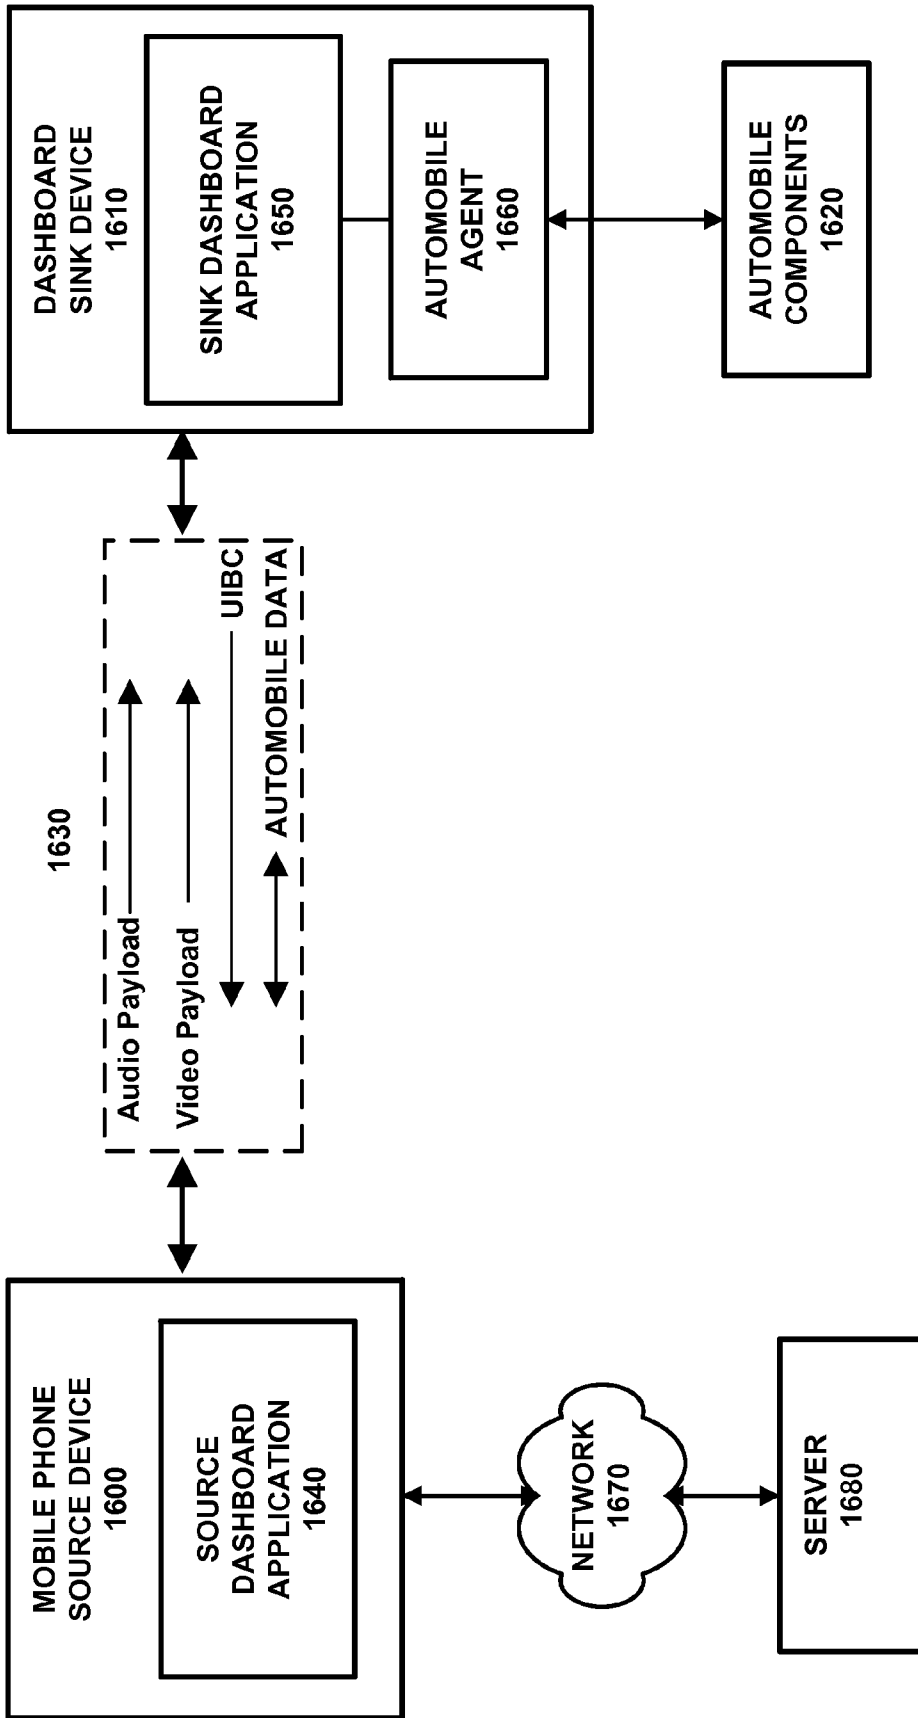 MOBILE PHONE
SOURCE DEVICE
1600
SOURCE
DASHBOARD
APPLICATION
1640
NETWORK
1670
SERVER
1680
1630
Audio Payload
Video Payload
UIBC
AUTOMOBILE DATA
DASHBOARD
SINK DEVICE
1610
SINK DASHBOARD
APPLICATION
1650
AUTOMOBILE
AGENT
1660
AUTOMOBILE
COMPONENTS
1620